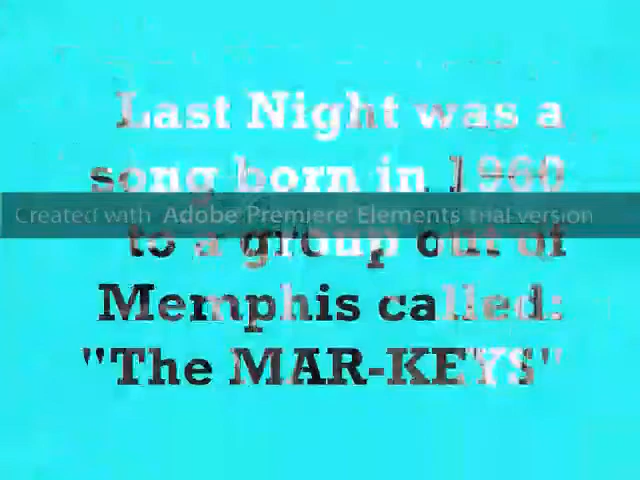 Last Night was a
song born in 1960
Created with Adobe Premiere Elements trial version
to a group out of
Memphis called:
"The MAR-KEYS"